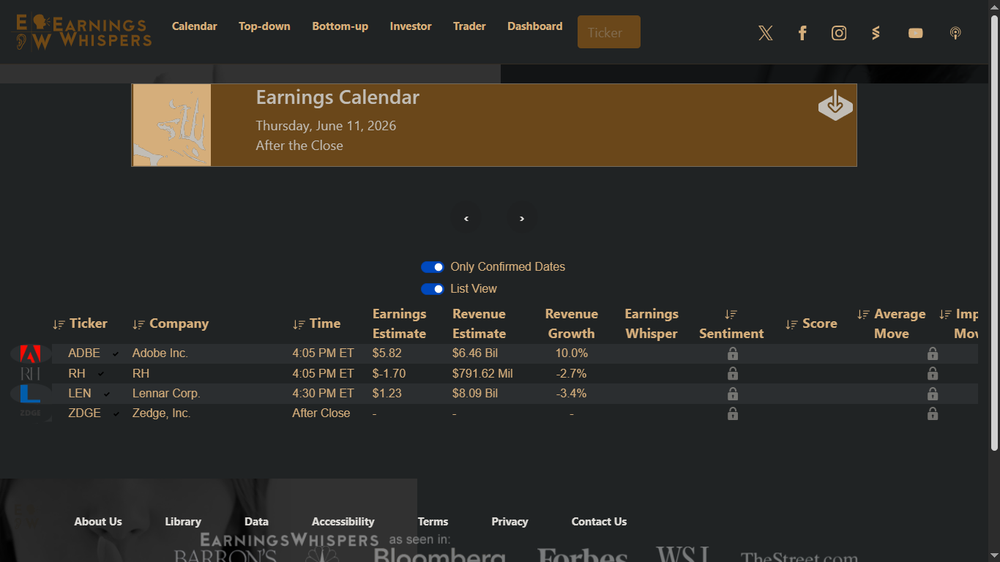 EARNINGS WHISPERS
Calendar Top-down Bottom-up Investor Trader Dashboard Ticker
Earnings Calendar
Thursday, June 11, 2026
After the Close
‹ ›
Only Confirmed Dates
List View
Ticker Company Time Earnings Estimate Revenue Estimate Revenue Growth Earnings Whisper Sentiment Score Average Move
ADBE Adobe Inc. 4:05 PM ET $5.82 $6.46 Bil 10.0%
RH RH RH 4:05 PM ET $-1.70 $791.62 Mil -2.7%
LEN Lennar Corp. 4:30 PM ET $1.23 $8.09 Bil -3.4%
ZDGE ZDGE Zedge, Inc. After Close - - -
About Us Library Data Accessibility Terms Privacy Contact Us
EARNINGSWHISPERS as seen in:
BARRON'S Bloomberg Forbes WSJ TheStreet.com